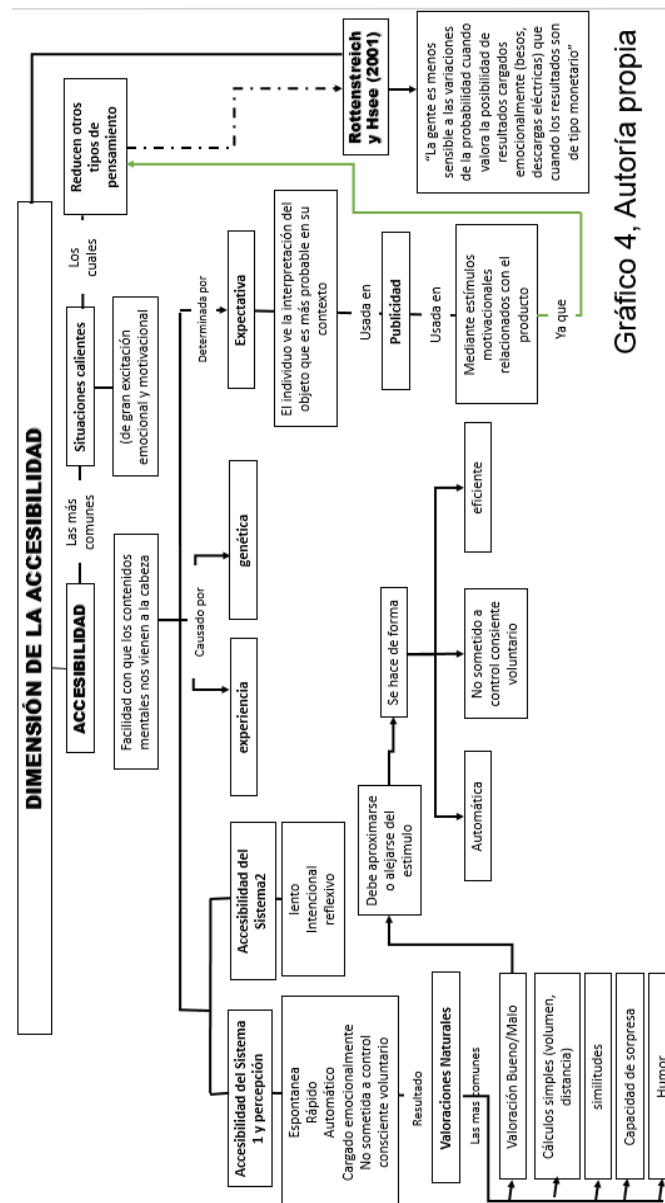 DIMENSIÓN DE LA ACCESIBILIDAD
ACCESIBILIDAD
Las más
comunes
Situaciones calientes
Los
cuales
Reducen otros
tipos de
pensamiento
(de gran excitación
emocional y motivacional
Facilidad con que los contenidos
mentales nos vienen a la cabeza
Rottenstreich
y Hsee (2001)
"La gente es menos
sensible a las variaciones
de la probabilidad cuando
valora la posibilidad de
resultados cargados
emocionalmente (besos,
descargas eléctricas) que
cuando los resultados son
de tipo monetario"
Causado por
experiencia
genética
Determinada por
Expectativa
El individuo ve la interpretación del
objeto que es más probable en su
contexto
Usada en
Publicidad
Usada en
Mediante estímulos
motivacionales
relacionados con el
producto
Ya que
Accesibilidad del Sistema
1 y percepción
Espontanea
Rápido
Automático
Cargado emocionalmente
No sometida a control
consciente voluntario
Accesibilidad del
Sistema2
lento
Intencional
reflexivo
Resultado
Valoraciones Naturales
Las mas comunes
Valoración Bueno/Malo
Cálculos simples (volumen,
distancia)
similitudes
Capacidad de sorpresa
Humor
Debe aproximarse
o alejarse del
estimulo
Se hace de forma
Automática
No sometido a
control consiente
voluntario
eficiente
Gráfico 4, Autoría propia